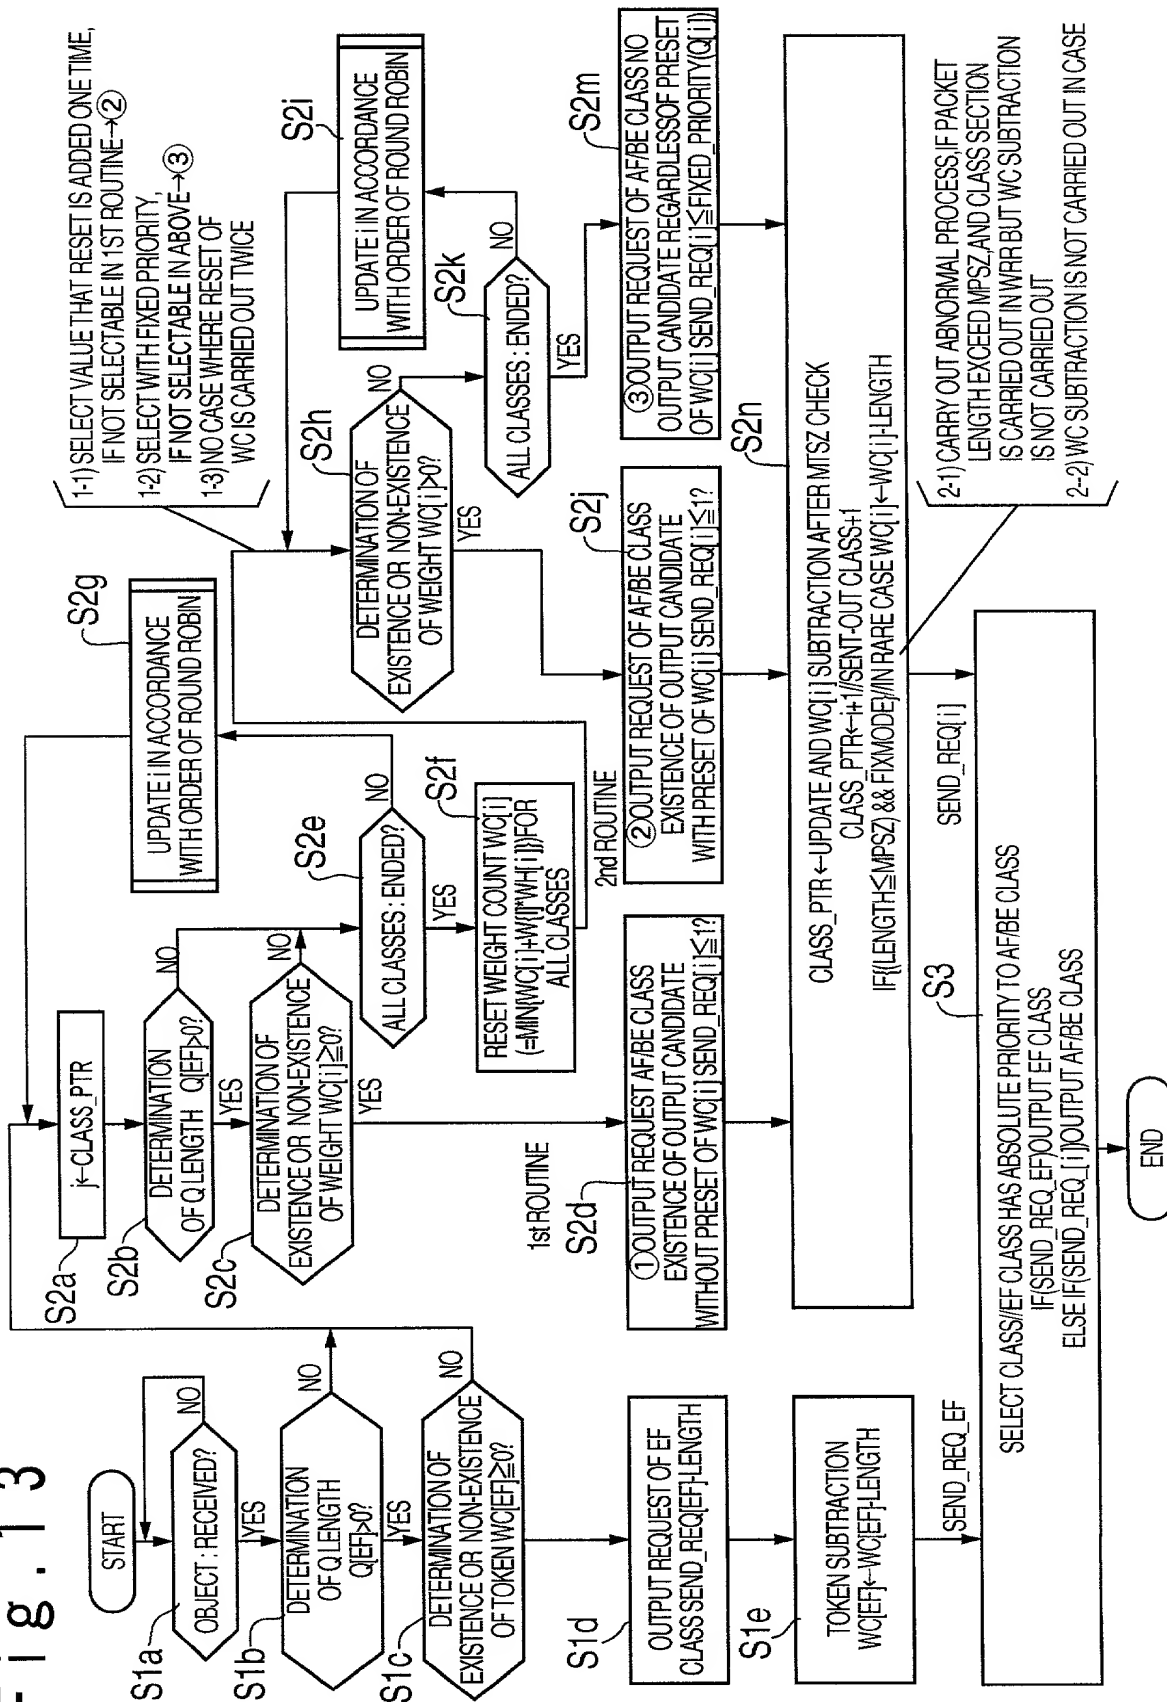 Fig.13
START
S1a
OBJECT : RECEIVED?
NO
YES
S1b
DETERMINATION
OF Q LENGTH
Q[EF]>0?
NO
YES
S1c
DETERMINATION OF
EXISTENCE OR NON-EXISTENCE
OF TOKEN WC[EF]≧0?
NO
S1d
OUTPUT REQUEST OF EF
CLASS SEND_REQ[EF]-LENGTH
S1e
TOKEN SUBTRACTION
WC[EF]←WC[EF]-LENGTH
SEND_REQ_EF
S2a
j←CLASS_PTR
S2b
DETERMINATION
OF Q LENGTH Q[EF]>0?
NO
YES
S2c
DETERMINATION OF
EXISTENCE OR NON-EXISTENCE
OF WEIGHT WC[i]≧0?
NO
YES
1st ROUTINE
S2d
①OUTPUT REQUEST AF/BE CLASS
EXISTENCE OF OUTPUT CANDIDATE
WITHOUT PRESET OF WC[i] SEND_REQ[i]≦1?
S2e
ALL CLASSES : ENDED?
NO
YES
S2f
RESET WEIGHT COUNT WC[i]
(=MIN{WC[i]+W[I]*WH[i]})FOR
ALL CLASSES
2nd ROUTINE
S2g
UPDATE i IN ACCORDANCE
WITH ORDER OF ROUND ROBIN
1-1) SELECT VALUE THAT RESET IS ADDED ONE TIME,
IF NOT SELECTABLE IN 1ST ROUTINE→②
1-2) SELECT WITH FIXED PRIORITY,
IF NOT SELECTABLE IN ABOVE→③
1-3) NO CASE WHERE RESET OF
WC IS CARRIED OUT TWICE
S2h
DETERMINATION OF
EXISTENCE OR NON-EXISTENCE
OF WEIGHT WC[i]>0?
NO
YES
S2i
UPDATE i IN ACCORDANCE
WITH ORDER OF ROUND ROBIN
S2k
ALL CLASSES : ENDED?
NO
YES
S2j
②OUTPUT REQUEST OF AF/BE CLASS
EXISTENCE OF OUTPUT CANDIDATE
WITH PRESET OF WC[i] SEND_REQ[i]≦1?
S2m
③OUTPUT REQUEST OF AF/BE CLASS NO
OUTPUT CANDIDATE REGARDLESSOF PRESET
OF WC[i] SEND_REQ[i]≦FIXED_PRIORITY(Q[i])
S2n
CLASS_PTR←UPDATE AND WC[i] SUBTRACTION AFTER MTSZ CHECK
CLASS_PTR←i+1//SENT-OUT CLASS+1
IF{(LENGTH≦MPSZ) && FIXMODE}//IN RARE CASE WC[i]←WC[i]-LENGTH
2-1) CARRY OUT ABNORMAL PROCESS,IF PACKET
LENGTH EXCEED MPSZ,AND CLASS SECTION
IS CARRIED OUT IN WRR BUT WC SUBTRACTION
IS NOT CARRIED OUT
2-2) WC SUBTRACTION IS NOT CARRIED OUT IN CASE
SEND_REQ[i]
S3
SELECT CLASS//EF CLASS HAS ABSOLUTE PRIORITY TO AF/BE CLASS
IF(SEND_REQ_EF)OUTPUT EF CLASS
ELSE IF(SEND_REQ_[i])OUTPUT AF/BE CLASS
END